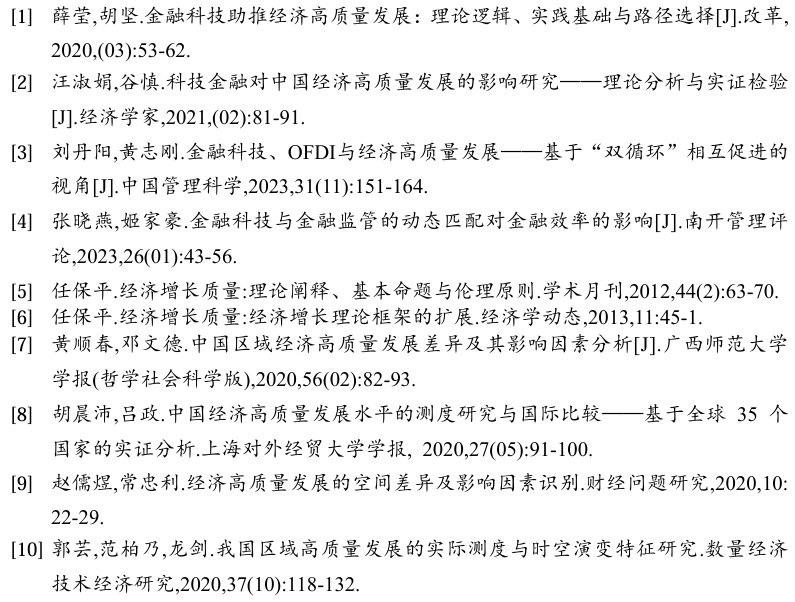 [1] 薛莹,胡坚.金融科技助推经济高质量发展：理论逻辑、实践基础与路径选择[J].改革,
2020,(03):53-62.
[2] 汪淑娟,谷慎.科技金融对中国经济高质量发展的影响研究——理论分析与实证检验
[J].经济学家,2021,(02):81-91.
[3] 刘丹阳,黄志刚.金融科技、OFDI与经济高质量发展——基于“双循环”相互促进的
视角[J].中国管理科学,2023,31(11):151-164.
[4] 张晓燕,姬家豪.金融科技与金融监管的动态匹配对金融效率的影响[J].南开管理评
论,2023,26(01):43-56.
[5] 任保平.经济增长质量:理论阐释、基本命题与伦理原则.学术月刊,2012,44(2):63-70.
[6] 任保平.经济增长质量:经济增长理论框架的扩展.经济学动态,2013,11:45-1.
[7] 黄顺春,邓文德.中国区域经济高质量发展差异及其影响因素分析[J].广西师范大学
学报(哲学社会科学版),2020,56(02):82-93.
[8] 胡晨沛,吕政.中国经济高质量发展水平的测度研究与国际比较——基于全球 35 个
国家的实证分析.上海对外经贸大学学报, 2020,27(05):91-100.
[9] 赵儒煜,常忠利.经济高质量发展的空间差异及影响因素识别.财经问题研究,2020,10:
22-29.
[10] 郭芸,范柏乃,龙剑.我国区域高质量发展的实际测度与时空演变特征研究.数量经济
技术经济研究,2020,37(10):118-132.